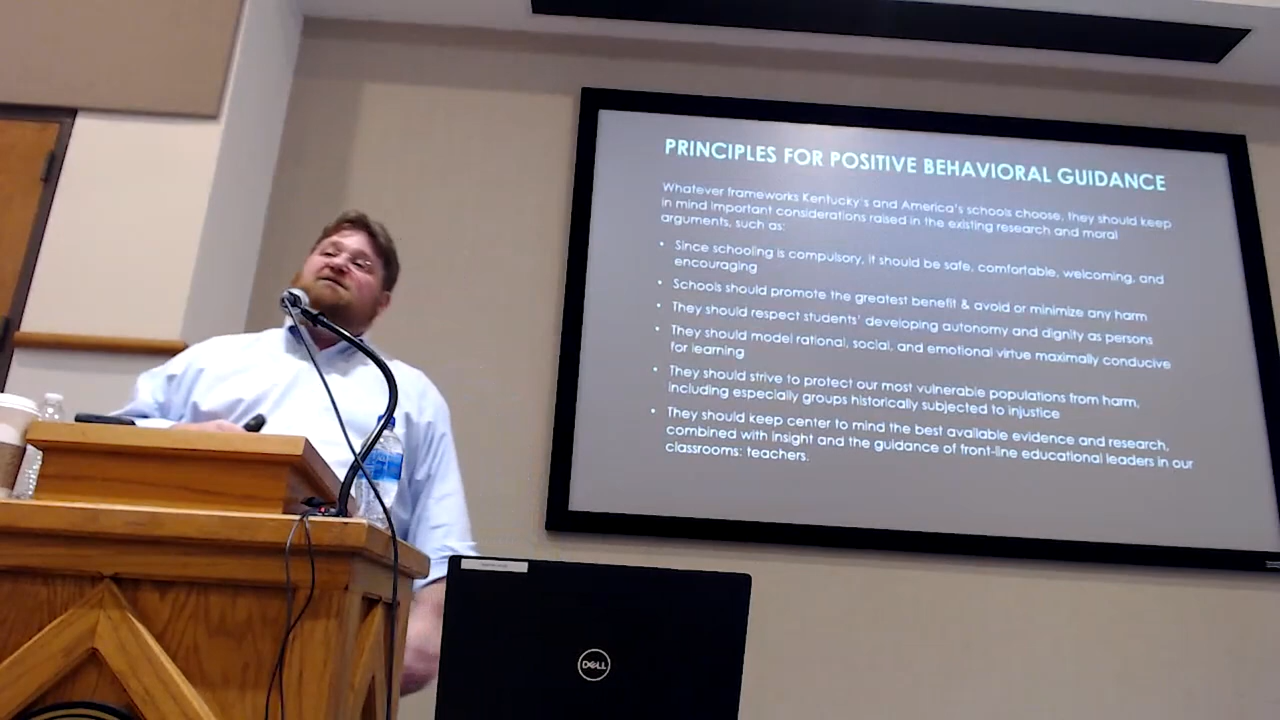 PRINCIPLES FOR POSITIVE BEHAVIORAL GUIDANCE
Whatever frameworks Kentucky's and America's schools choose, they should keep
in mind important considerations raised in the existing research and moral
arguments, such as:
• Since schooling is compulsory, it should be safe, comfortable, welcoming, and
encouraging
• Schools should promote the greatest benefit & avoid or minimize any harm
• They should respect students' developing autonomy and dignity as persons
• They should model rational, social, and emotional virtue maximally conducive
for learning
• They should strive to protect our most vulnerable populations from harm,
including especially groups historically subjected to injustice
• They should keep center to mind the best available evidence and research,
combined with insight and the guidance of front-line educational leaders in our
classrooms: teachers.
DELL